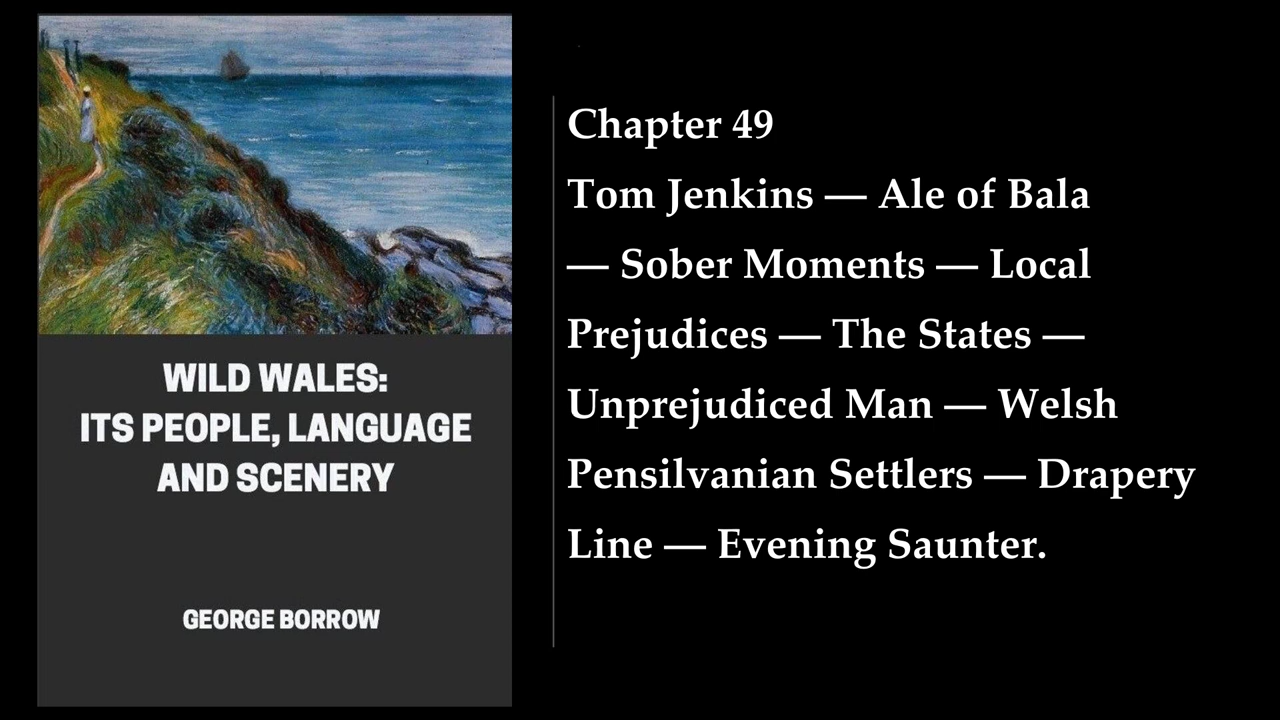 WILD WALES:
ITS PEOPLE, LANGUAGE
AND SCENERY
GEORGE BORROW
Chapter 49
Tom Jenkins — Ale of Bala
— Sober Moments — Local
Prejudices — The States —
Unprejudiced Man — Welsh
Pensilvanian Settlers — Drapery
Line — Evening Saunter.